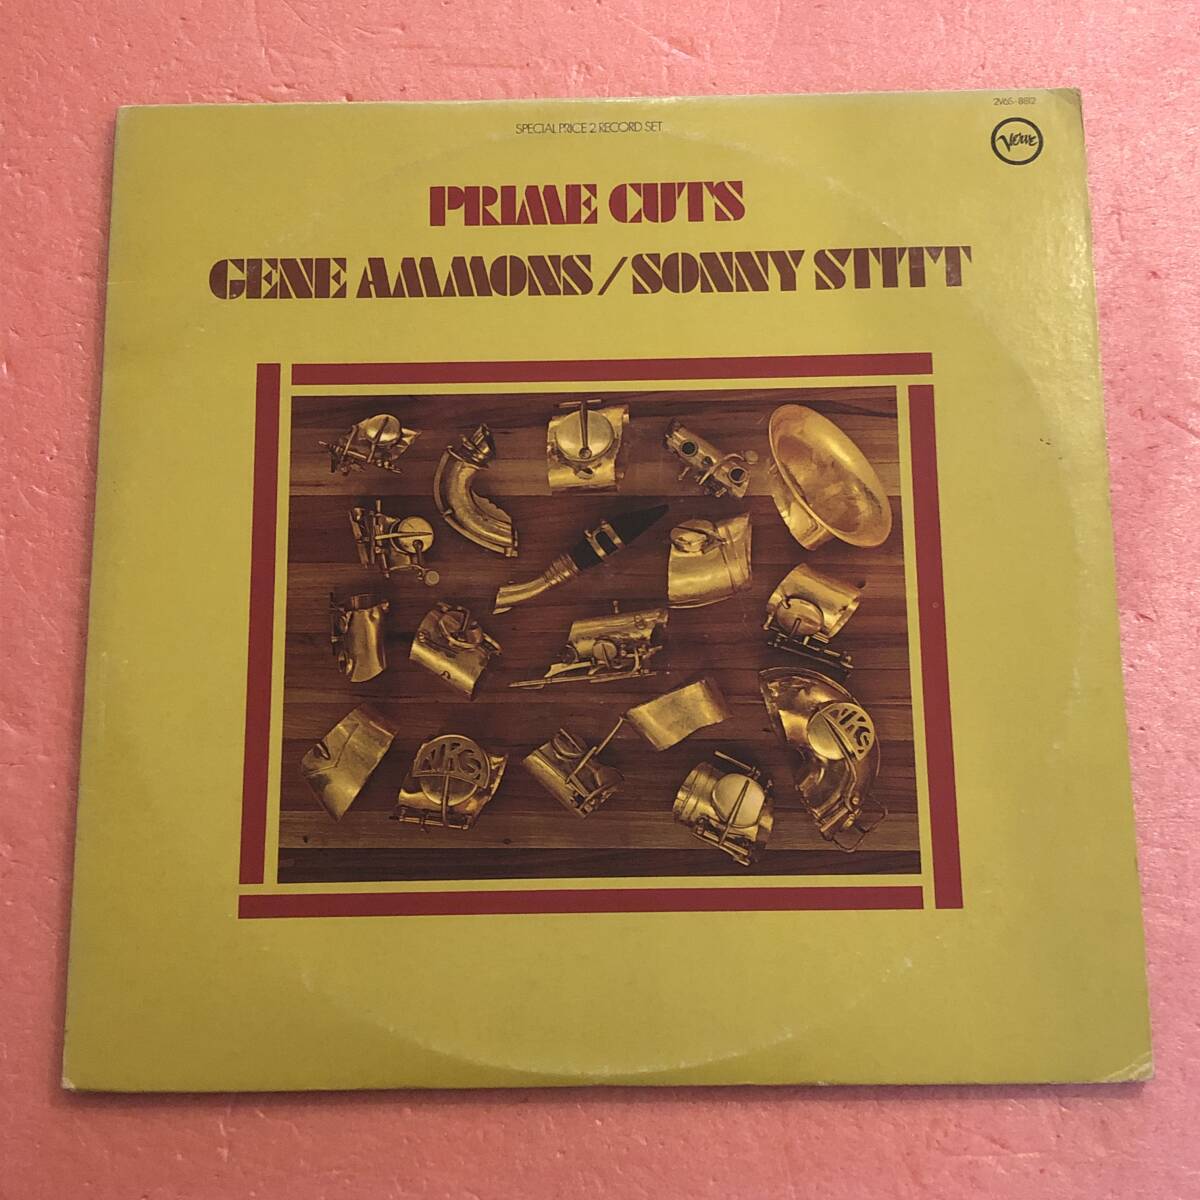 2V6S-8812
SPECIAL PRICE 2 RECORD SET
Verve
PRIME CUTS
GENE AMMONS/SONNY STITT